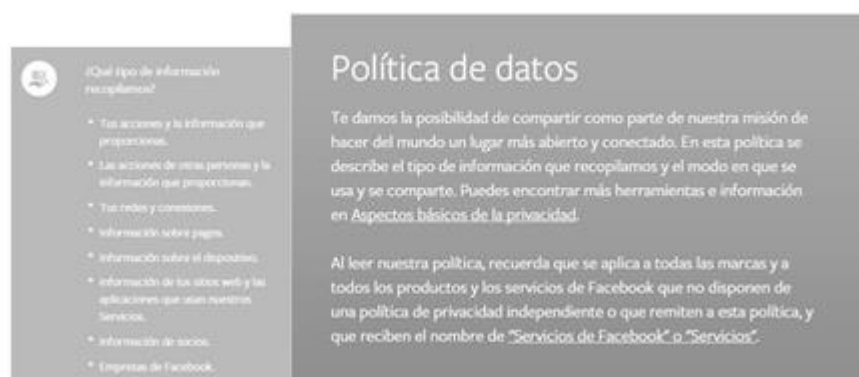 ¿Qué tipo de información
recopilamos?
Tus acciones y la información que
proporcionas.
Las acciones de otras personas y la
información que proporcionan.
Tus redes y conexiones.
Información sobre pagos.
Información sobre el dispositivo.
Información de los sitios web y las
aplicaciones que usan nuestros
Servicios.
Información de socios.
Empresas de Facebook.
Política de datos
Te damos la posibilidad de compartir como parte de nuestra misión de
hacer del mundo un lugar más abierto y conectado. En esta política se
describe el tipo de información que recopilamos y el modo en que se
usa y se comparte. Puedes encontrar más herramientas e información
en Aspectos básicos de la privacidad.
Al leer nuestra política, recuerda que se aplica a todas las marcas y a
todos los productos y los servicios de Facebook que no disponen de
una política de privacidad independiente o que remiten a esta política, y
que reciben el nombre de "Servicios de Facebook" o "Servicios".